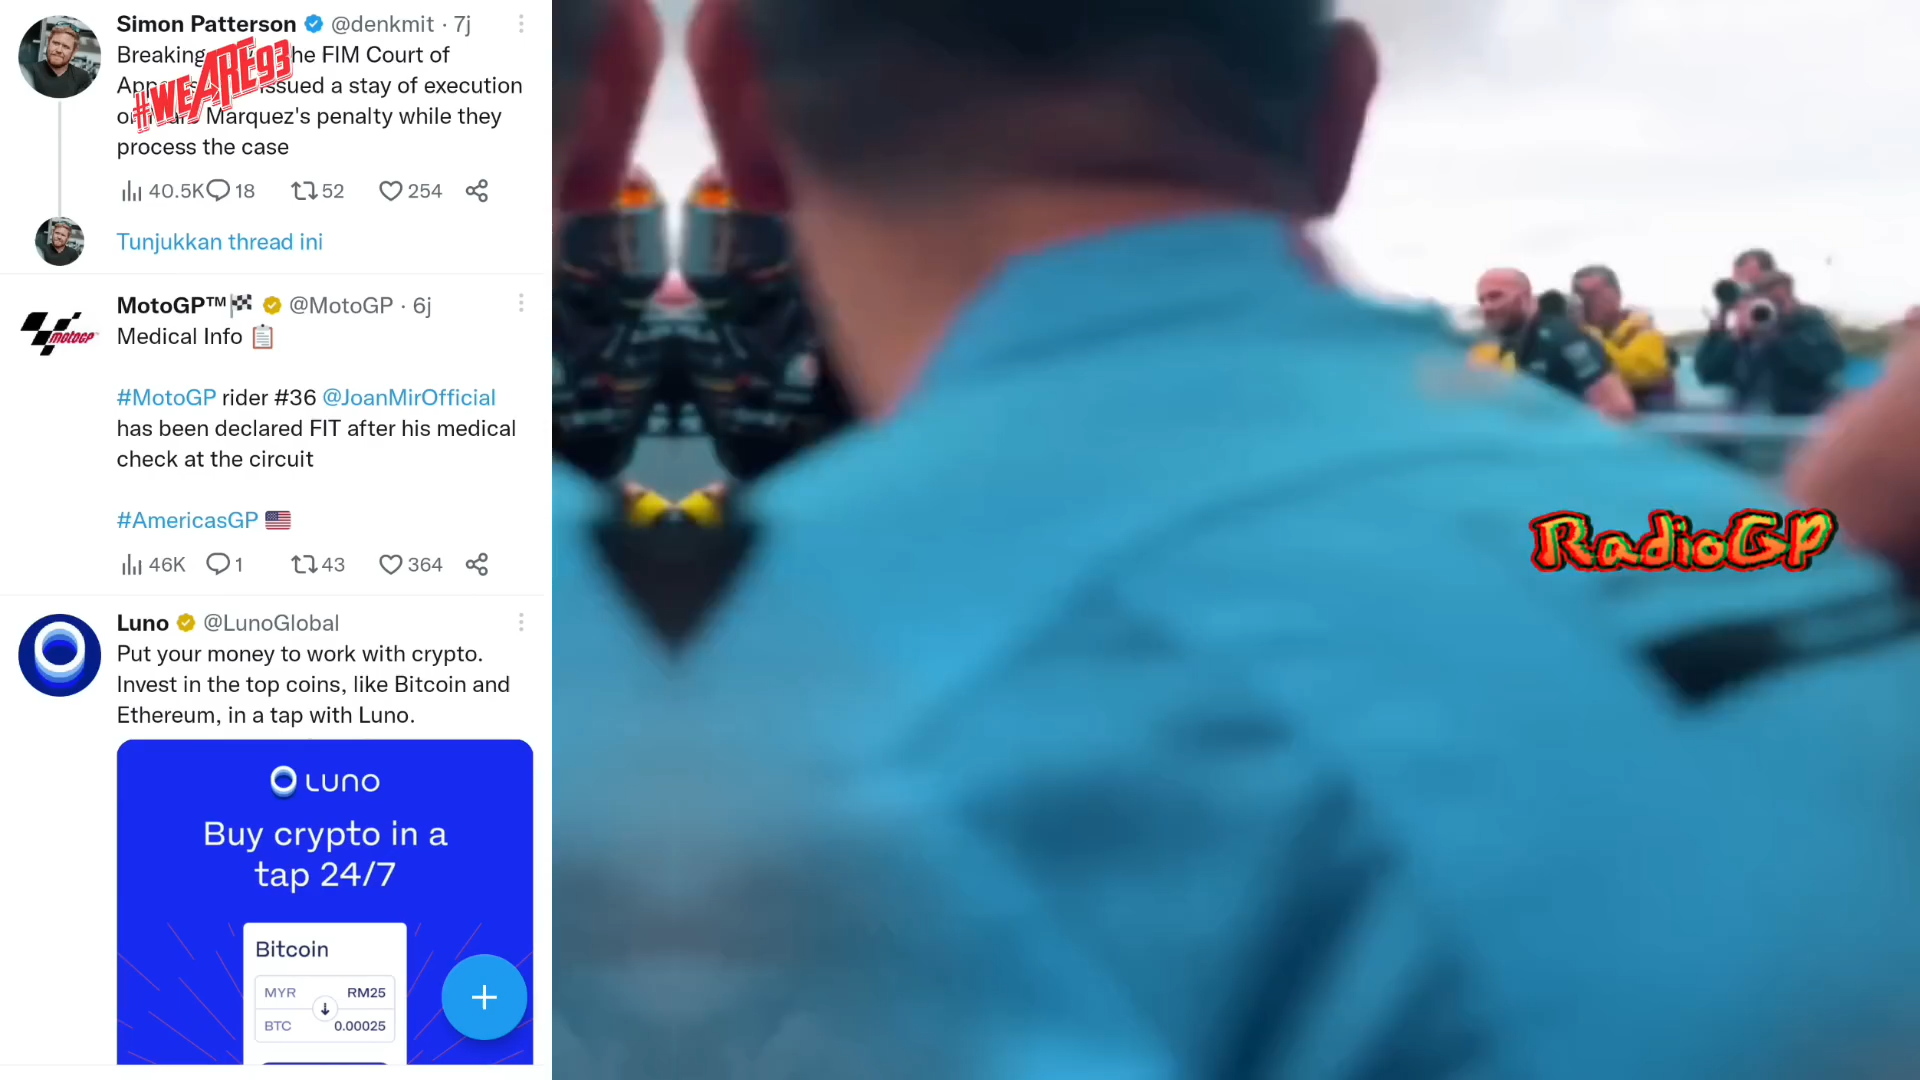 Simon Patterson @denkmit · 7j
Breaking he FIM Court of
App issued a stay of execution
o Marquez's penalty while they
process the case
#WEARE93
40.5K 18 52 254
Tunjukkan thread ini
MotoGP™ @MotoGP · 6j
Medical Info
motoGP
#MotoGP rider #36 @JoanMirOfficial
has been declared FIT after his medical
check at the circuit
#AmericasGP
46K 1 43 364
Luno @LunoGlobal
Put your money to work with crypto.
Invest in the top coins, like Bitcoin and
Ethereum, in a tap with Luno.
LUNO
Buy crypto in a
tap 24/7
Bitcoin
MYR RM25
BTC 0.00025
RadioGP